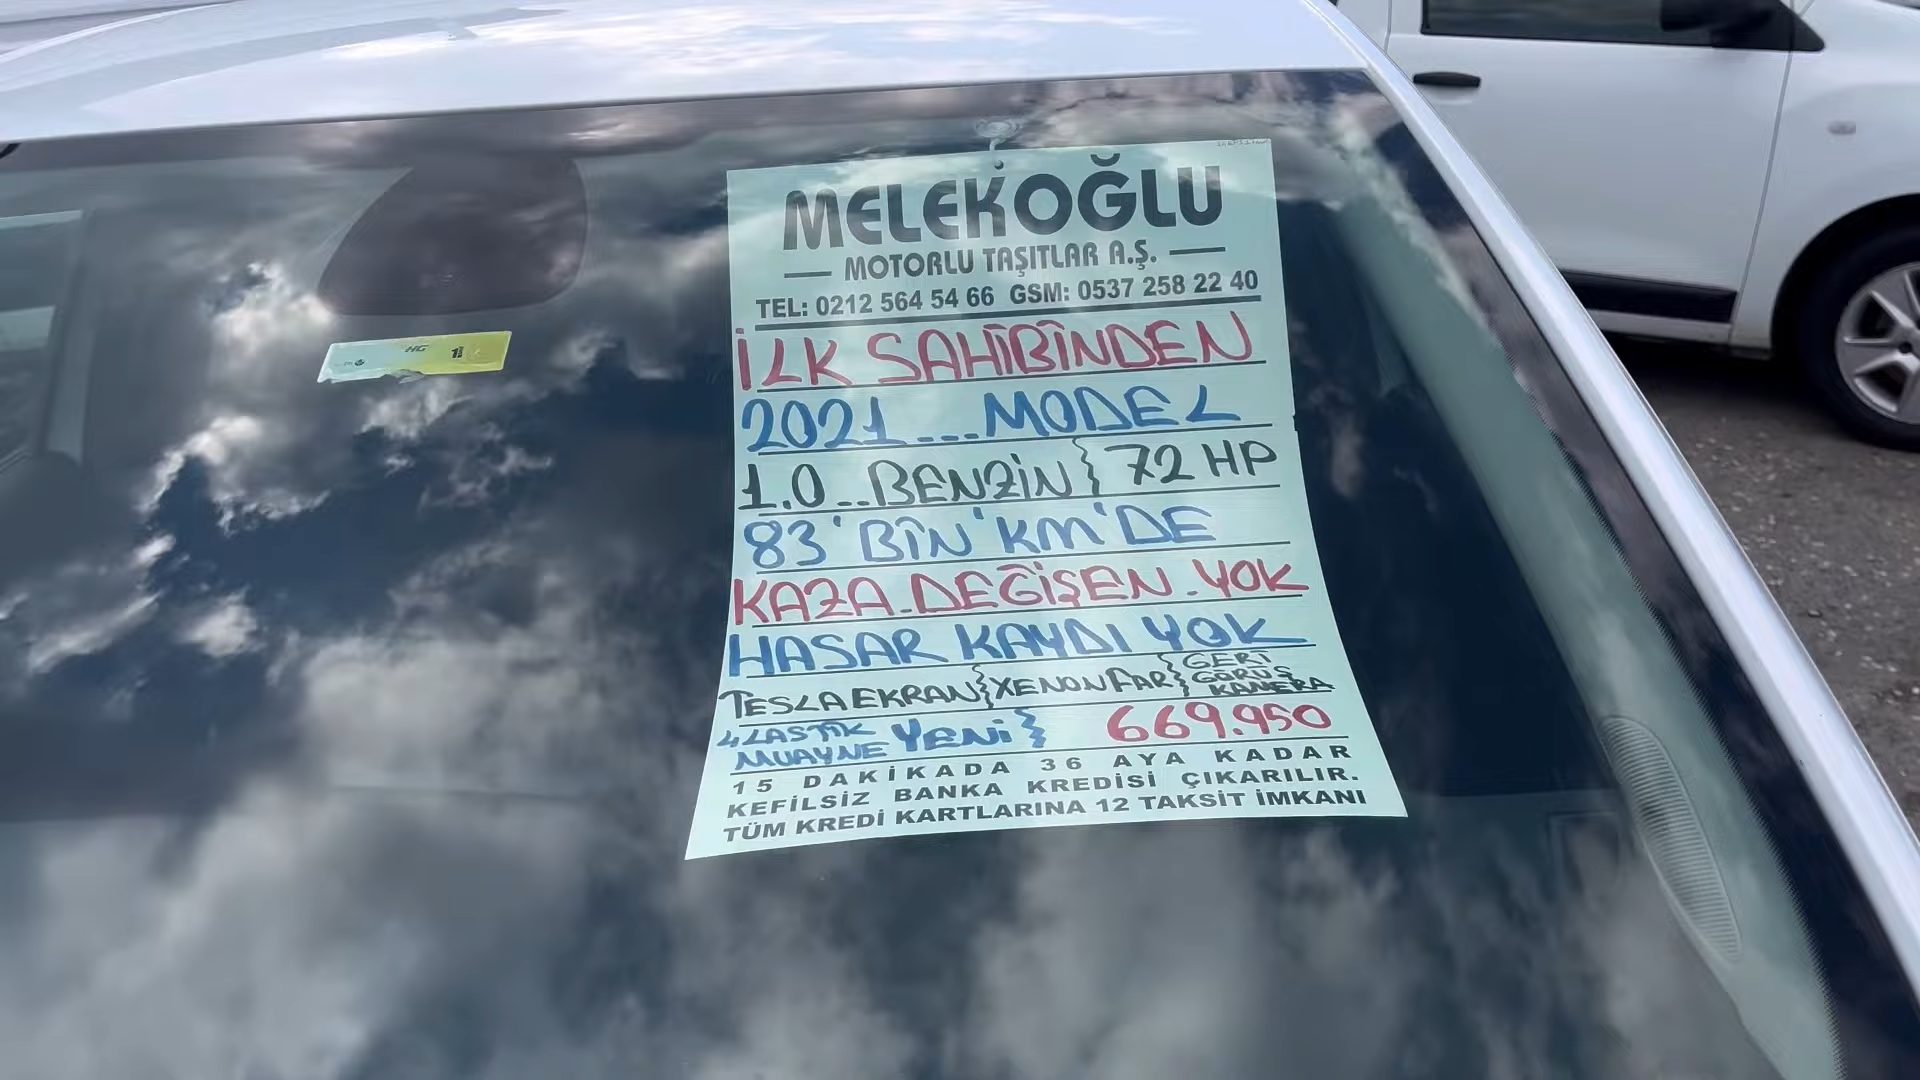 MELEKOĞLU
MOTORLU TAŞITLAR A.Ş.
TEL: 0212 564 54 66 GSM: 0537 258 22 40
İLK SAHİBİNDEN
2021...MODEL
1.0..BENZİN } 72 HP
83'BİN'KM'DE
KAZA.DEĞİŞEN.YOK
HASAR KAYDI YOK
TESLA EKRAN } XENON FAR } GERİ GÖRÜŞ KAMERA
4 LASTİK MUAYNE YENİ } 669.950
15 DAKİKADA 36 AYA KADAR
KEFİLSİZ BANKA KREDİSİ ÇIKARILIR.
TÜM KREDİ KARTLARINA 12 TAKSİT İMKANI
HG